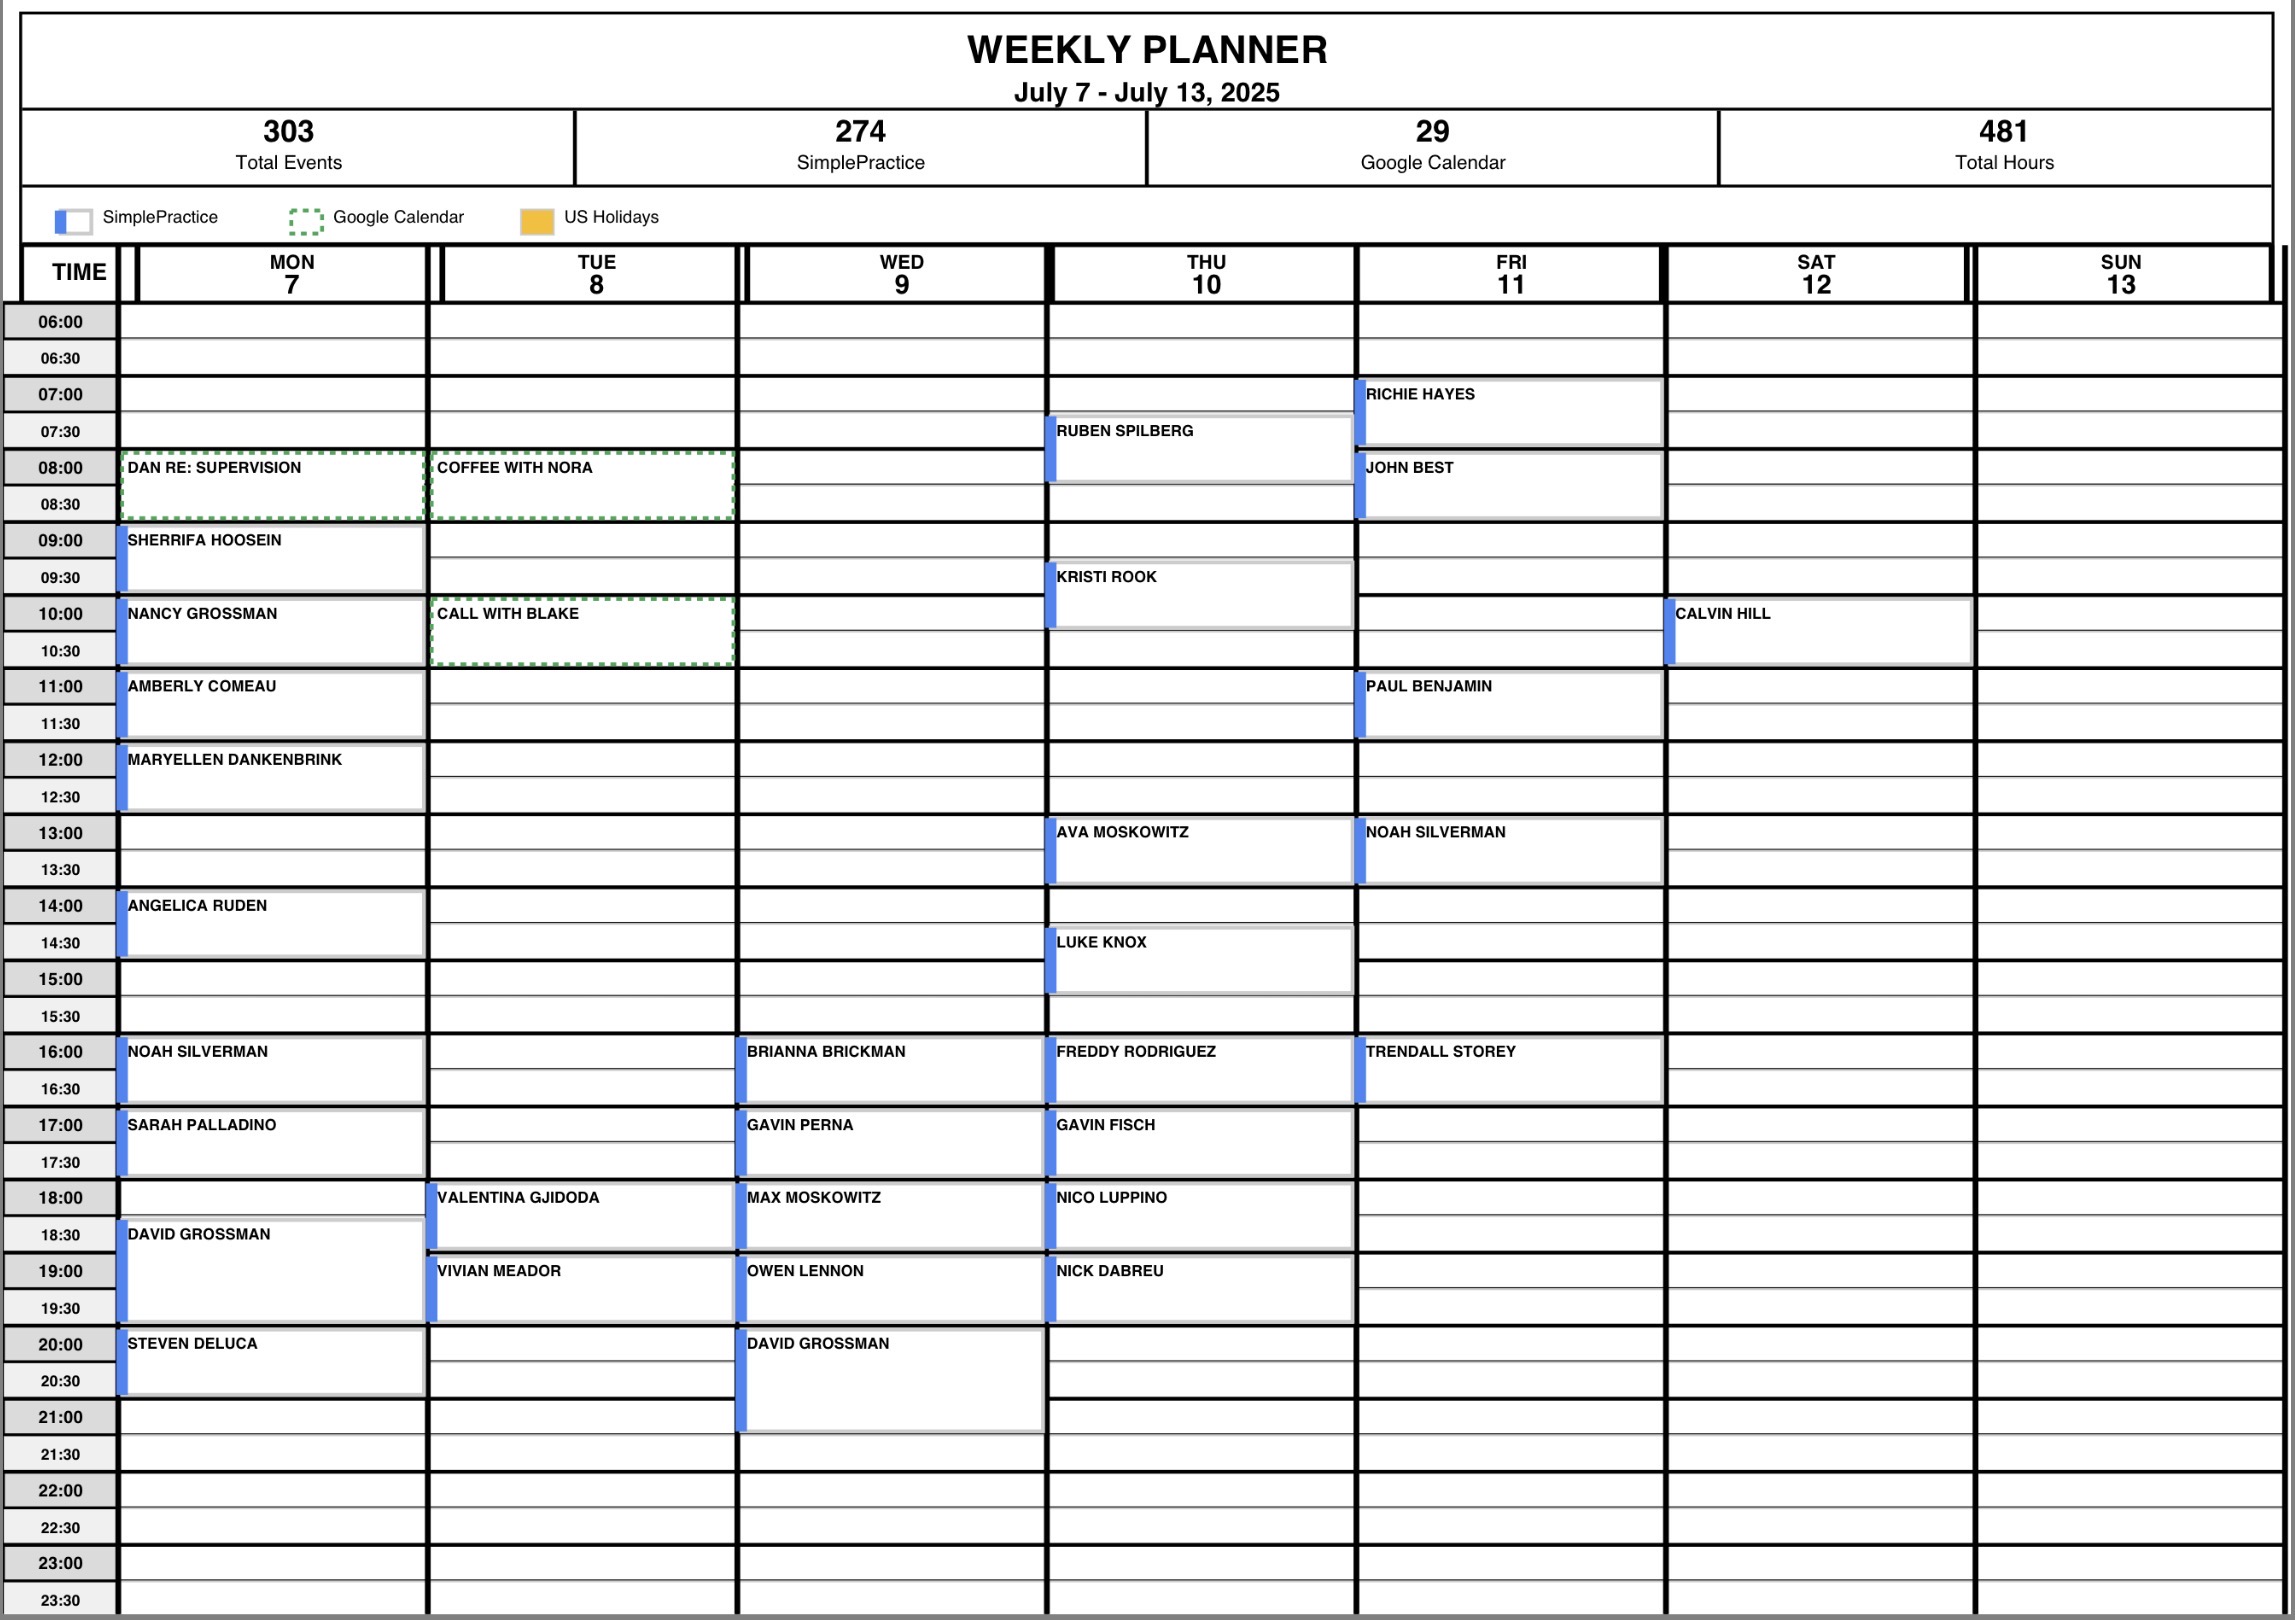 WEEKLY PLANNER
July 7 - July 13, 2025
303
Total Events
274
SimplePractice
29
Google Calendar
481
Total Hours
SimplePractice
Google Calendar
US Holidays
TIME
MON
7
TUE
8
WED
9
THU
10
FRI
11
SAT
12
SUN
13
06:00
06:30
07:00
RICHIE HAYES
07:30
RUBEN SPILBERG
08:00
DAN RE: SUPERVISION
COFFEE WITH NORA
JOHN BEST
08:30
09:00
SHERRIFA HOOSEIN
09:30
KRISTI ROOK
10:00
NANCY GROSSMAN
CALL WITH BLAKE
CALVIN HILL
10:30
11:00
AMBERLY COMEAU
PAUL BENJAMIN
11:30
12:00
MARYELLEN DANKENBRINK
12:30
13:00
AVA MOSKOWITZ
NOAH SILVERMAN
13:30
14:00
ANGELICA RUDEN
14:30
LUKE KNOX
15:00
15:30
16:00
NOAH SILVERMAN
BRIANNA BRICKMAN
FREDDY RODRIGUEZ
TRENDALL STOREY
16:30
17:00
SARAH PALLADINO
GAVIN PERNA
GAVIN FISCH
17:30
18:00
VALENTINA GJIDODA
MAX MOSKOWITZ
NICO LUPPINO
18:30
DAVID GROSSMAN
19:00
VIVIAN MEADOR
OWEN LENNON
NICK DABREU
19:30
20:00
STEVEN DELUCA
DAVID GROSSMAN
20:30
21:00
21:30
22:00
22:30
23:00
23:30